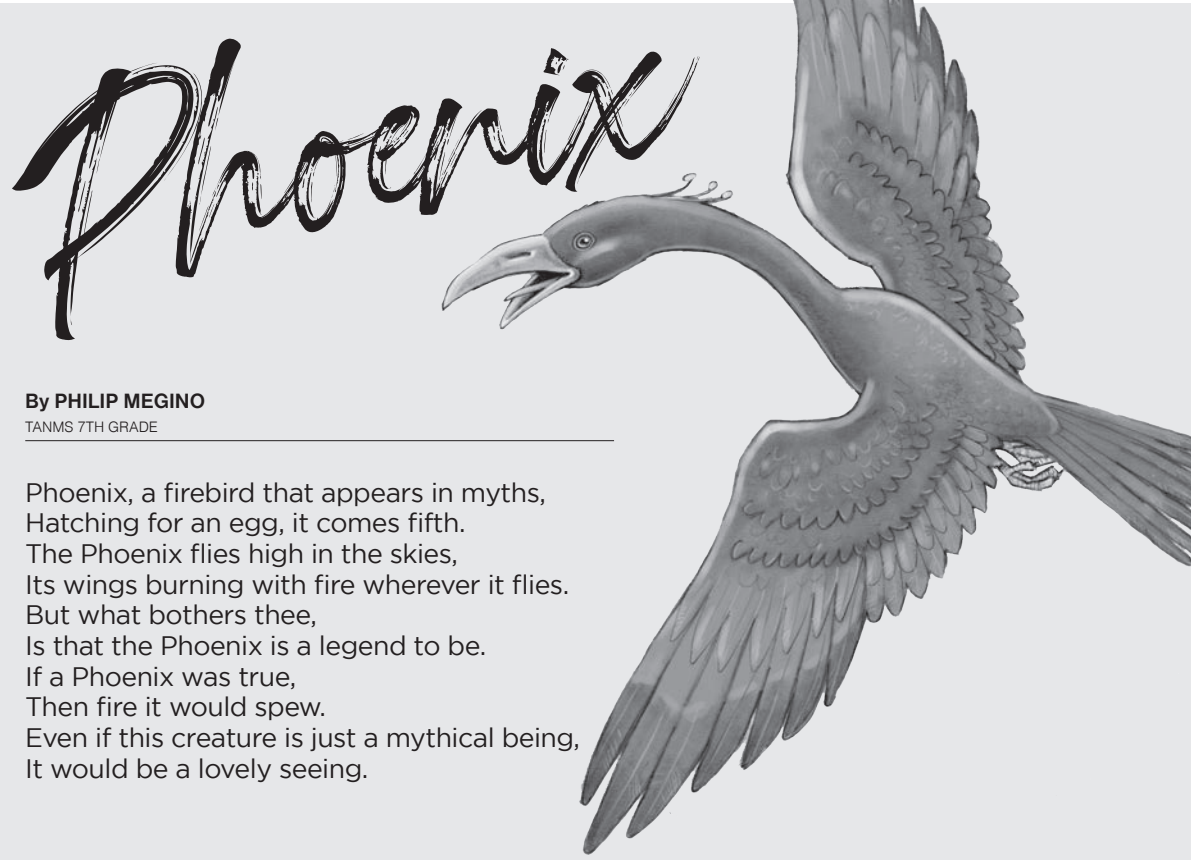 Phoenix
By PHILIP MEGINO
TANMS 7TH GRADE
Phoenix, a firebird that appears in myths,
Hatching for an egg, it comes fifth.
The Phoenix flies high in the skies,
Its wings burning with fire wherever it flies.
But what bothers thee,
Is that the Phoenix is a legend to be.
If a Phoenix was true,
Then fire it would spew.
Even if this creature is just a mythical being,
It would be a lovely seeing.